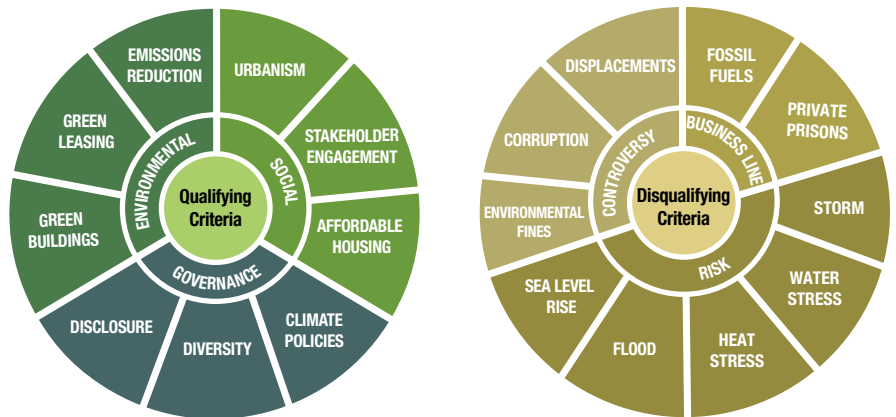 EMISSIONS
REDUCTION
URBANISM
GREEN
LEASING
STAKEHOLDER
ENGAGEMENT
ENVIRONMENTAL
SOCIAL
Qualifying
Criteria
GREEN
BUILDINGS
AFFORDABLE
HOUSING
GOVERNANCE
DISCLOSURE
DIVERSITY
CLIMATE
POLICIES
DISPLACEMENTS
FOSSIL
FUELS
CORRUPTION
PRIVATE
PRISONS
CONTROVERSY
BUSINESS LINE
Disqualifying
Criteria
ENVIRONMENTAL
FINES
STORM
RISK
SEA LEVEL
RISE
WATER
STRESS
FLOOD
HEAT
STRESS